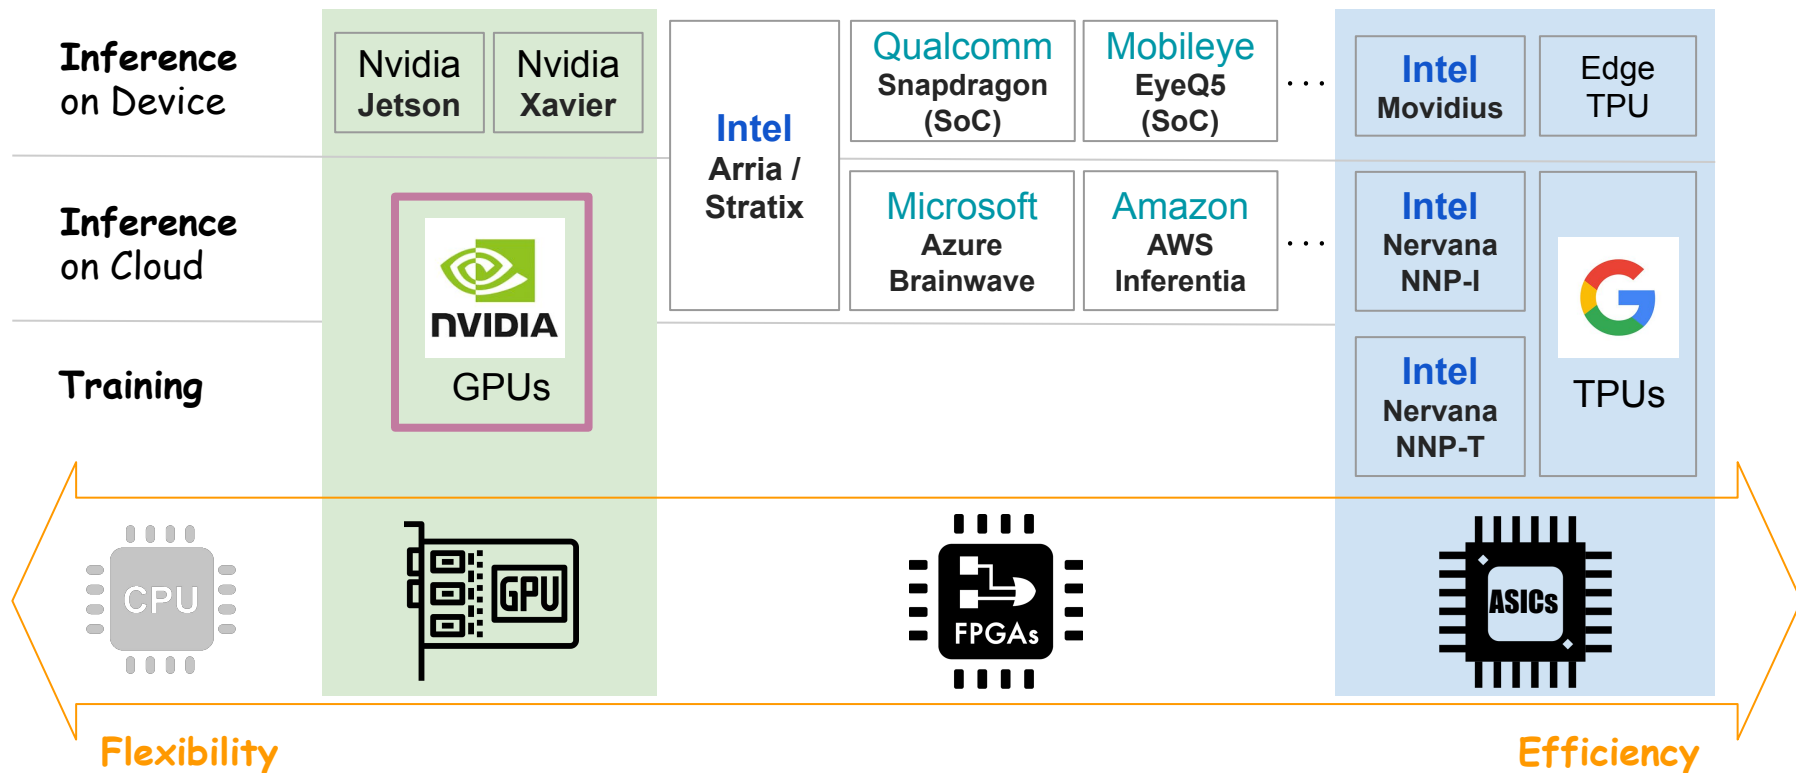 Inference
on Device
Nvidia
Jetson
Nvidia
Xavier
Intel
Arria /
Stratix
Qualcomm
Snapdragon
(SoC)
Mobileye
EyeQ5
(SoC)
...
Intel
Movidius
Edge
TPU
Inference
on Cloud
NVIDIA
GPUs
Microsoft
Azure
Brainwave
Amazon
AWS
Inferentia
...
Intel
Nervana
NNP-I
G
TPUs
Training
Intel
Nervana
NNP-T
CPU
GPU
FPGAs
ASICs
Flexibility
Efficiency